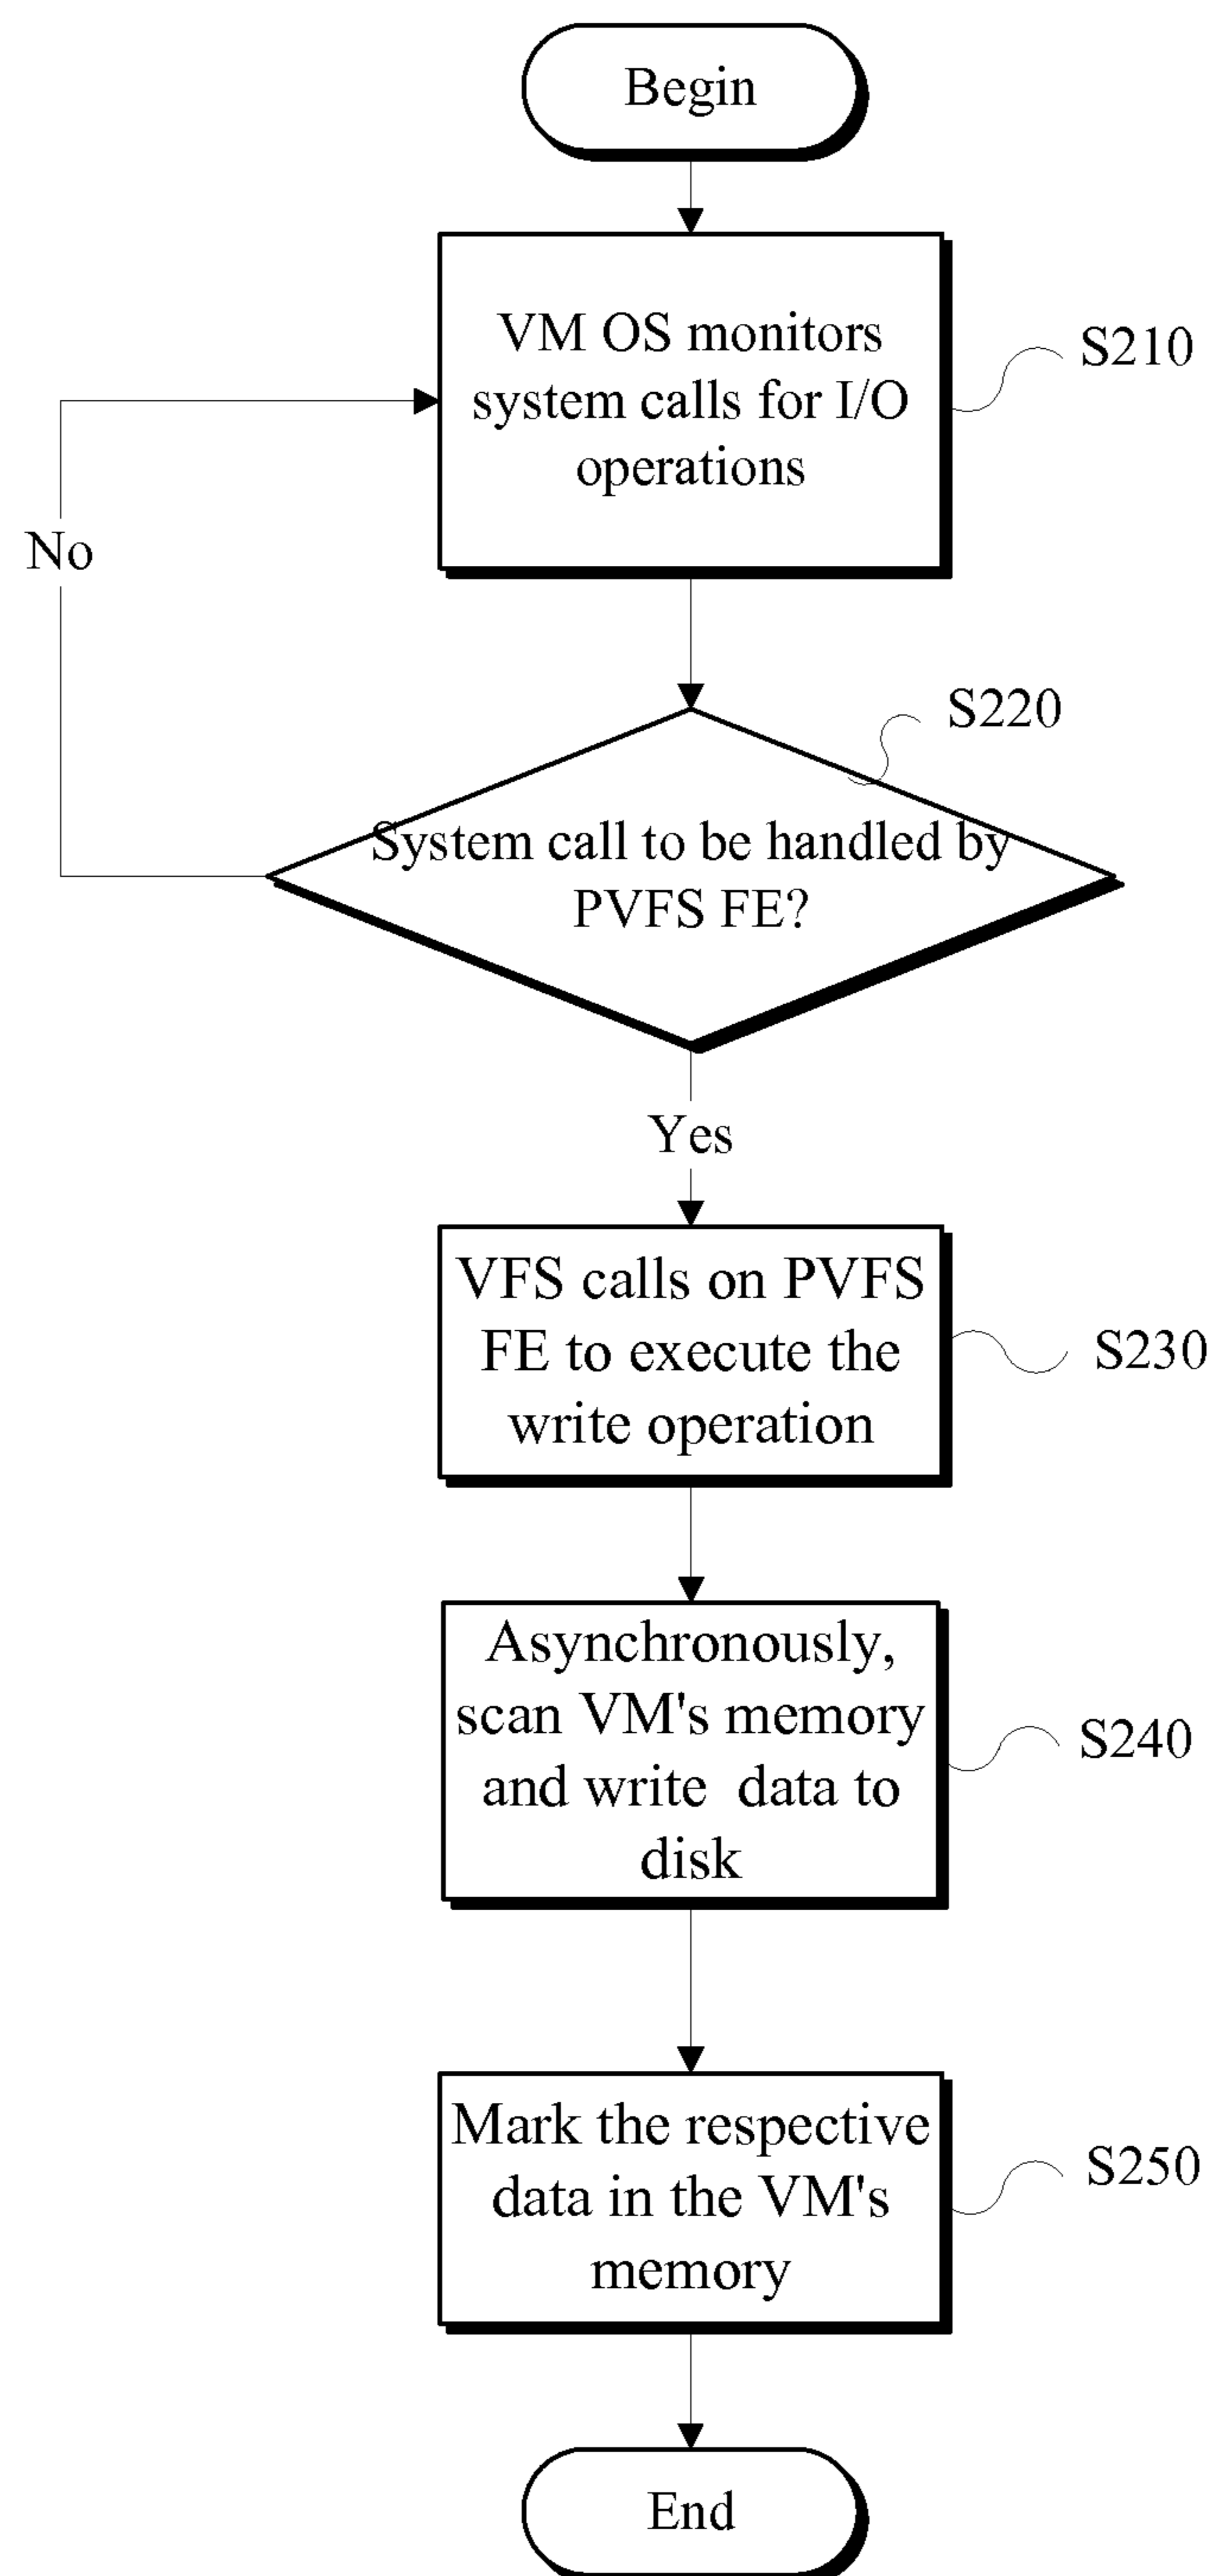 Begin
VM OS monitors
system calls for I/O
operations
S210
No
S220
System call to be handled by
PVFS FE?
Yes
VFS calls on PVFS
FE to execute the
write operation
S230
Asynchronously,
scan VM's memory
and write data to
disk
S240
Mark the respective
data in the VM's
memory
S250
End